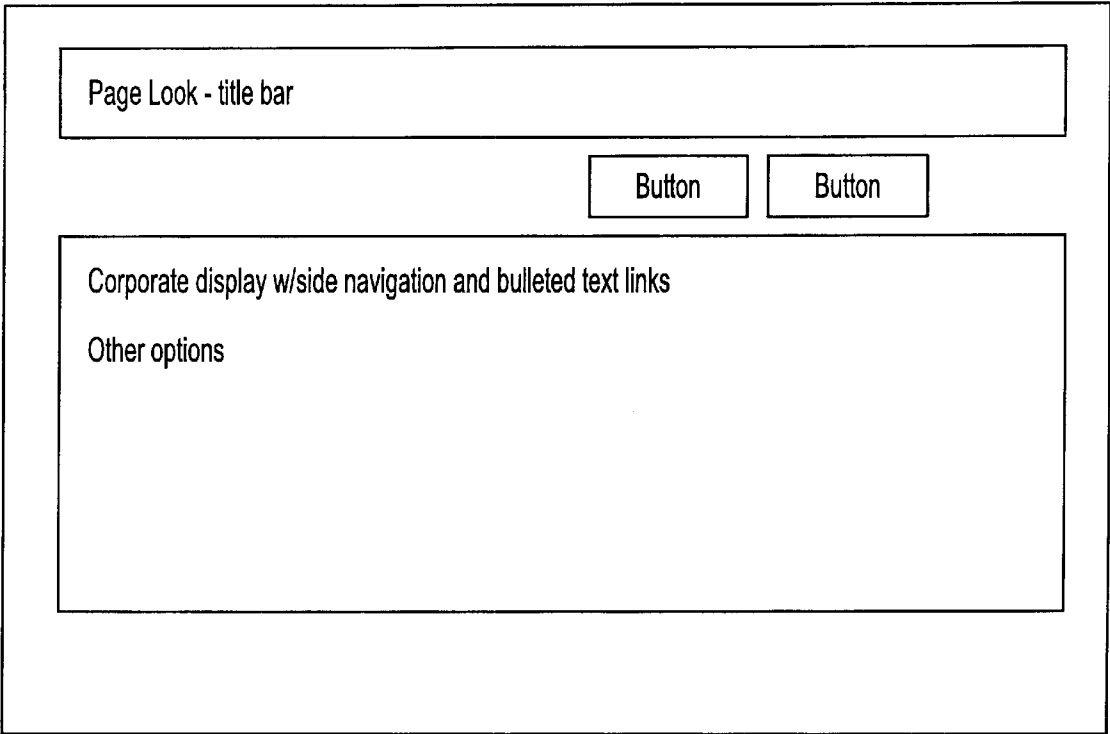 Page Look - title bar
Button Button
Corporate display w/side navigation and bulleted text links
Other options